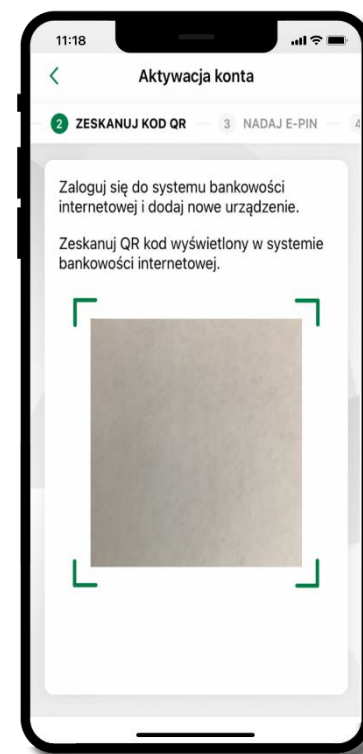 11:18
Aktywacja konta
2 ZESKANUJ KOD QR 3 NADAJ E-PIN 4
Zaloguj się do systemu bankowości
internetowej i dodaj nowe urządzenie.
Zeskanuj QR kod wyświetlony w systemie
bankowości internetowej.